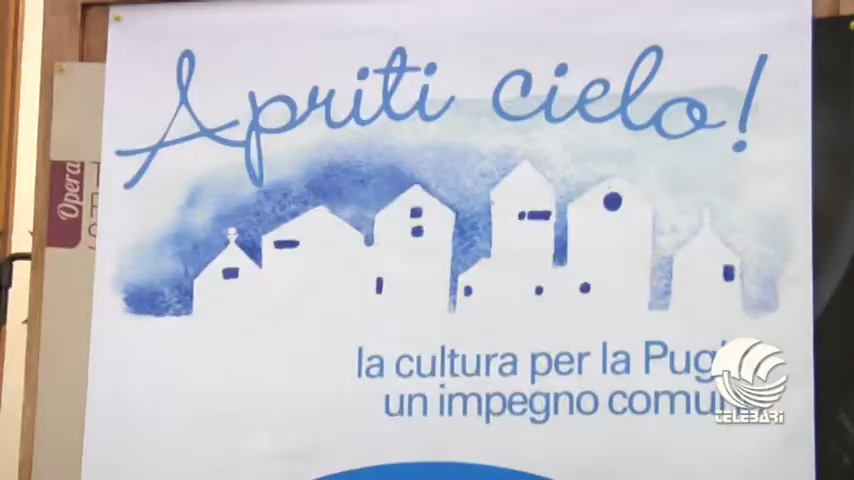 Apriti cielo!
Opera
la cultura per la
un impegno
TELEBARI